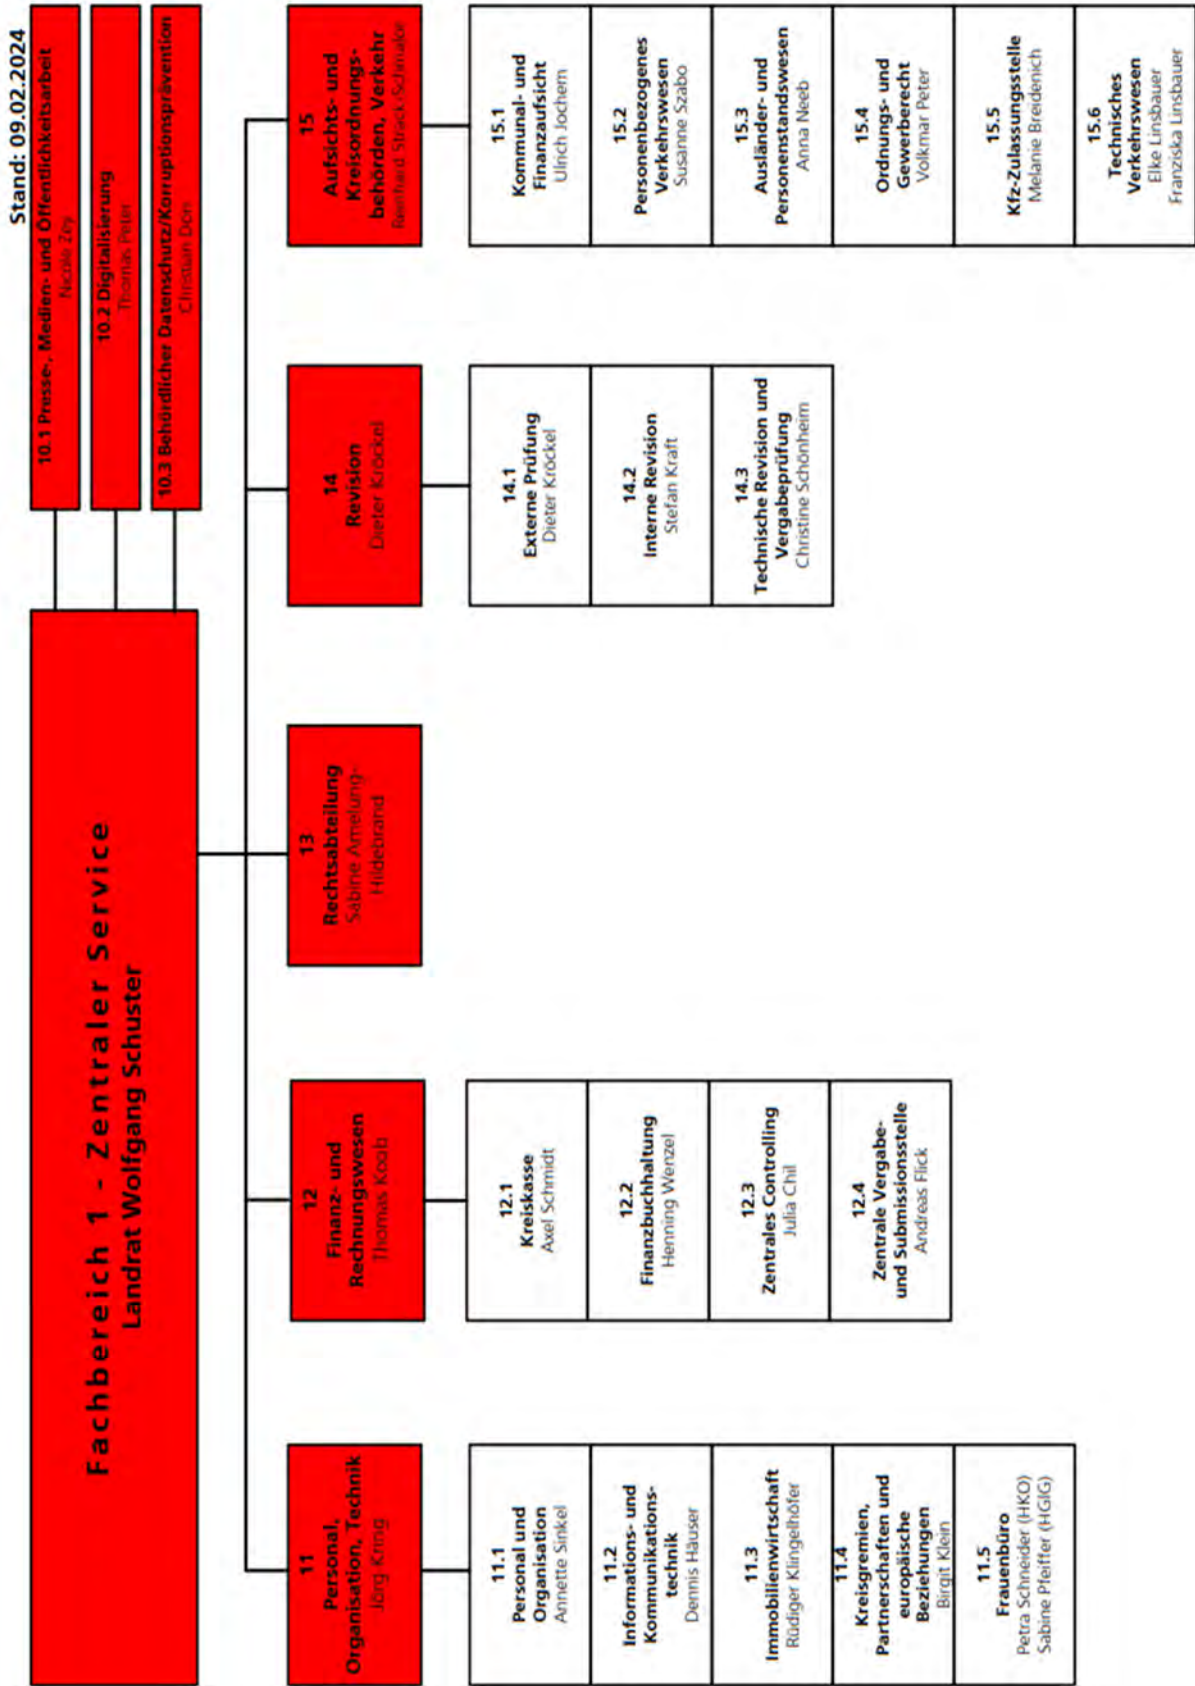 Stand: 09.02.2024
Fachbereich 1 - Zentraler Service
Landrat Wolfgang Schuster
10.1 Presse-, Medien- und Öffentlichkeitsarbeit
Nicole Zey
10.2 Digitalisierung
Thomas Peter
10.3 Behördlicher Datenschutz/Korruptionsprävention
Christian Dorr
11
Personal,
Organisation, Technik
Jörg Kring
11.1
Personal und
Organisation
Annette Sinkel
11.2
Informations- und
Kommunikations-
technik
Dennis Häuser
11.3
Immobilienwirtschaft
Rüdiger Klingelhöfer
11.4
Kreisgremien,
Partnerschaften und
europäische
Beziehungen
Birgit Klein
11.5
Frauenbüro
Petra Schneider (HKO)
Sabine Pfeiffer (HGlG)
12
Finanz- und
Rechnungswesen
Thomas Koob
12.1
Kreiskasse
Axel Schmidt
12.2
Finanzbuchhaltung
Henning Wenzel
12.3
Zentrales Controlling
Julia Chil
12.4
Zentrale Vergabe-
und Submissionsstelle
Andreas Flick
13
Rechtsabteilung
Sabine Amelung-
Hildebrand
14
Revision
Dieter Kröckel
14.1
Externe Prüfung
Dieter Kröckel
14.2
Interne Revision
Stefan Kraft
14.3
Technische Revision und
Vergabeprüfung
Christine Schönheim
15
Aufsichts- und
Kreisordnungs-
behörden, Verkehr
Reinhard Strack-Schmalor
15.1
Kommunal- und
Finanzaufsicht
Ulrich Jochem
15.2
Personenbezogenes
Verkehrswesen
Susanne Szabo
15.3
Ausländer- und
Personenstandswesen
Anna Neeb
15.4
Ordnungs- und
Gewerberecht
Volkmar Peter
15.5
Kfz-Zulassungsstelle
Melanie Breidenich
15.6
Technisches
Verkehrswesen
Elke Linsbauer
Franziska Linsbauer